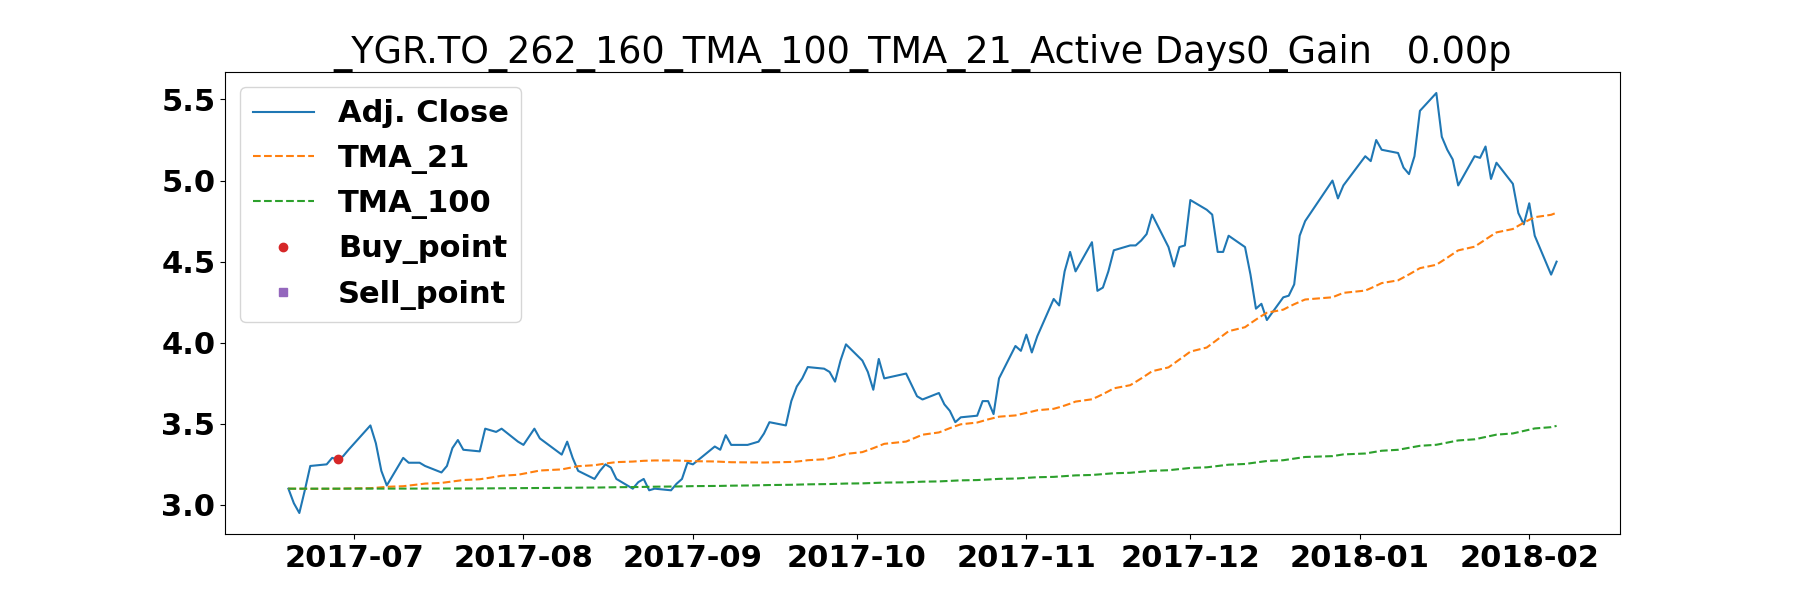 _YGR.TO_262_160_TMA_100_TMA_21_Active Days0_Gain   0.00p
5.5
5.0
4.5
4.0
3.5
3.0
Adj. Close
TMA_21
TMA_100
Buy_point
Sell_point
2017-07 2017-08 2017-09 2017-10 2017-11 2017-12 2018-01 2018-02